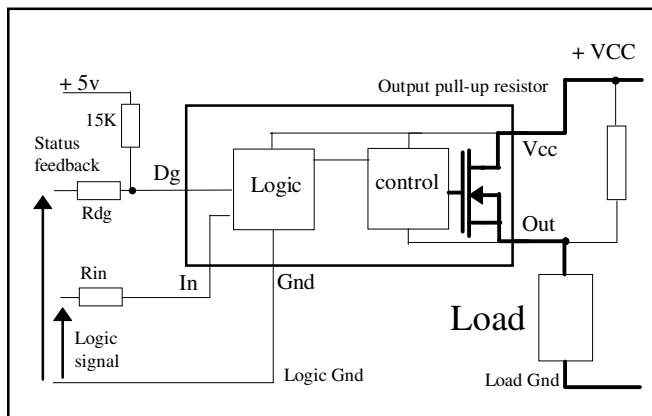 + VCC
+ 5v
Output pull-up resistor
15K
Status
feedback
Dg
Vcc
Logic
control
Rdg
Out
Rin
In
Gnd
Load
Logic
signal
Logic Gnd
Load Gnd